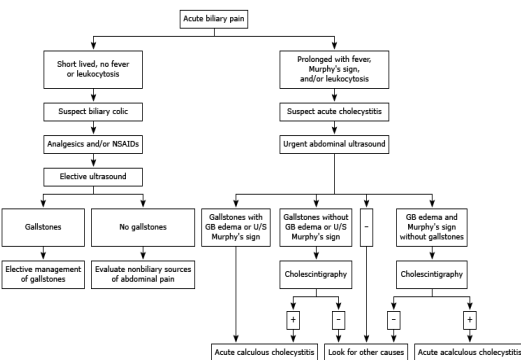 Acute biliary pain
Short lived, no fever
or leukocytosis
Prolonged with fever,
Murphy's sign,
and/or leukocytosis
Suspect biliary colic
Suspect acute cholecystitis
Analgesics and/or NSAIDs
Urgent abdominal ultrasound
Elective ultrasound
Gallstones
No gallstones
Gallstones with
GB edema or U/S
Murphy's sign
Gallstones without
GB edema or U/S
Murphy's sign
–
GB edema and
Murphy's sign
without gallstones
Elective management
of gallstones
Evaluate nonbiliary sources
of abdominal pain
Cholescintigraphy
Cholescintigraphy
+
–
–
+
Acute calculous cholecystitis
Look for other causes
Acute acalculous cholecystitis